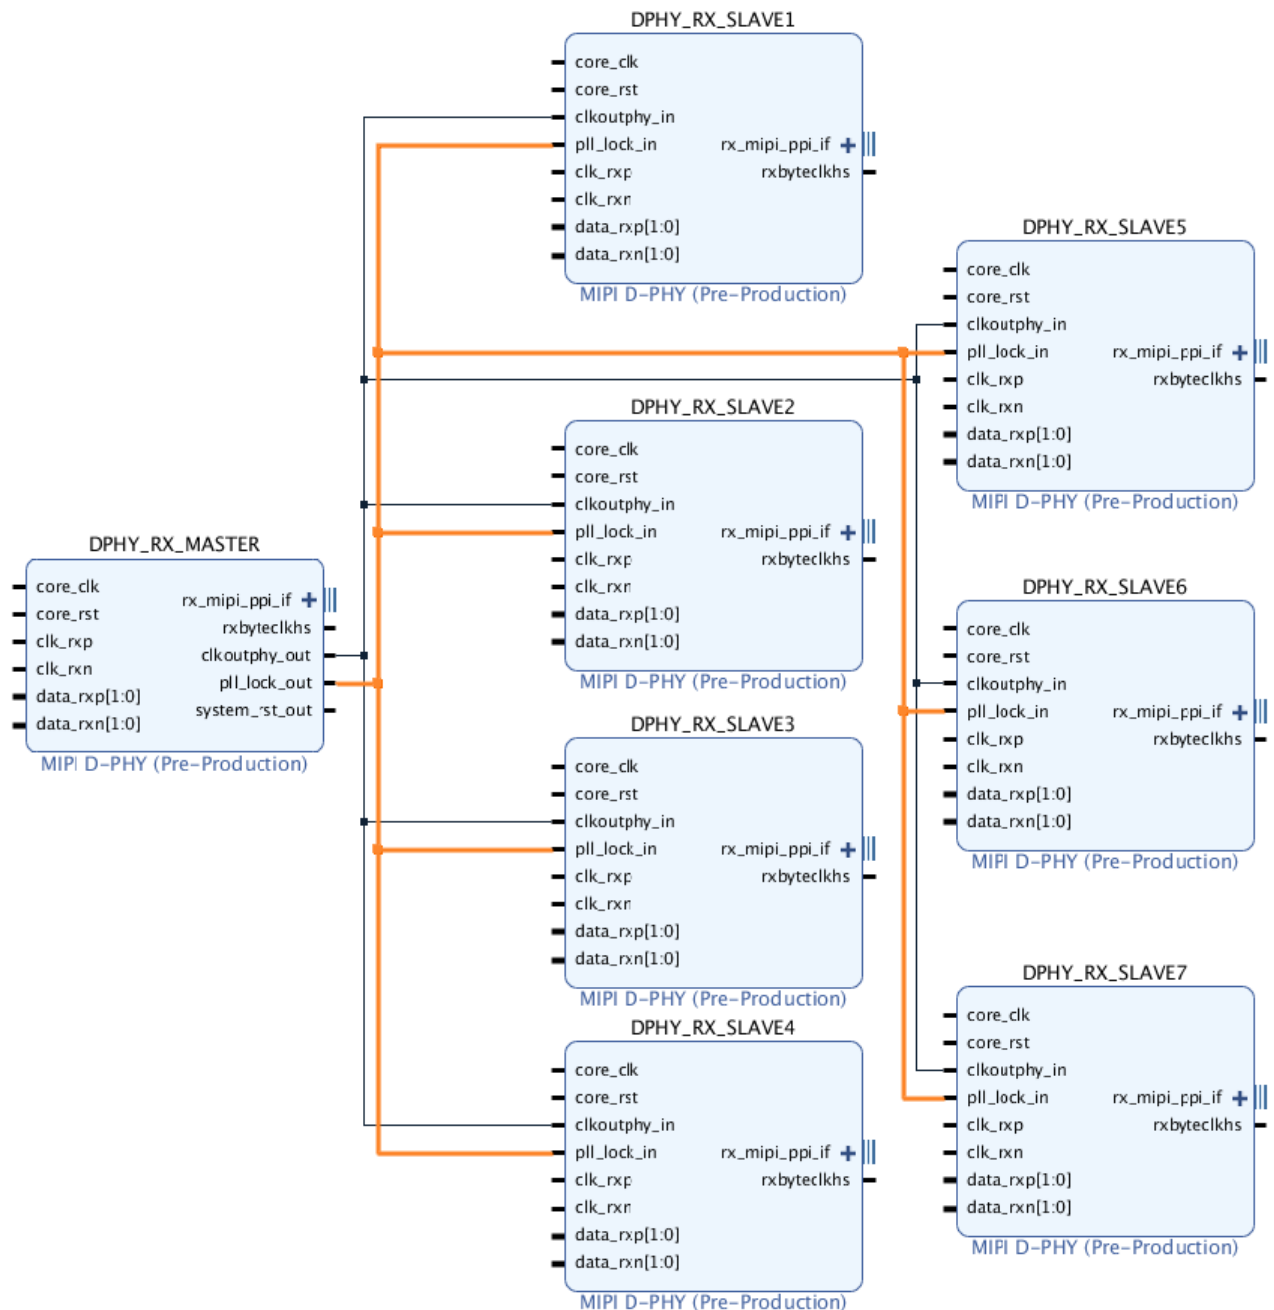 DPHY_RX_SLAVE1
core_clk
core_rst
clkoutphy_in
pll_lock_in
rx_mipi_ppi_if
clk_rxp
rxbyteclkhs
clk_rxn
data_rxp[1:0]
data_rxn[1:0]
MIPI D-PHY (Pre-Production)
DPHY_RX_SLAVE5
core_clk
core_rst
clkoutphy_in
pll_lock_in
rx_mipi_ppi_if
clk_rxp
rxbyteclkhs
clk_rxn
data_rxp[1:0]
data_rxn[1:0]
MIPI D-PHY (Pre-Production)
DPHY_RX_SLAVE2
core_clk
core_rst
clkoutphy_in
pll_lock_in
rx_mipi_ppi_if
clk_rxp
rxbyteclkhs
clk_rxn
data_rxp[1:0]
data_rxn[1:0]
MIPI D-PHY (Pre-Production)
DPHY_RX_MASTER
core_clk
rx_mipi_ppi_if
core_rst
rxbyteclkhs
clk_rxp
clkoutphy_out
clk_rxn
pll_lock_out
data_rxp[1:0]
system_rst_out
data_rxn[1:0]
MIPI D-PHY (Pre-Production)
DPHY_RX_SLAVE6
core_clk
core_rst
clkoutphy_in
pll_lock_in
rx_mipi_ppi_if
clk_rxp
rxbyteclkhs
clk_rxn
data_rxp[1:0]
data_rxn[1:0]
MIPI D-PHY (Pre-Production)
DPHY_RX_SLAVE3
core_clk
core_rst
clkoutphy_in
pll_lock_in
rx_mipi_ppi_if
clk_rxp
rxbyteclkhs
clk_rxn
data_rxp[1:0]
data_rxn[1:0]
MIPI D-PHY (Pre-Production)
DPHY_RX_SLAVE7
core_clk
core_rst
clkoutphy_in
pll_lock_in
rx_mipi_ppi_if
clk_rxp
rxbyteclkhs
clk_rxn
data_rxp[1:0]
data_rxn[1:0]
MIPI D-PHY (Pre-Production)
DPHY_RX_SLAVE4
core_clk
core_rst
clkoutphy_in
pll_lock_in
rx_mipi_ppi_if
clk_rxp
rxbyteclkhs
clk_rxn
data_rxp[1:0]
data_rxn[1:0]
MIPI D-PHY (Pre-Production)